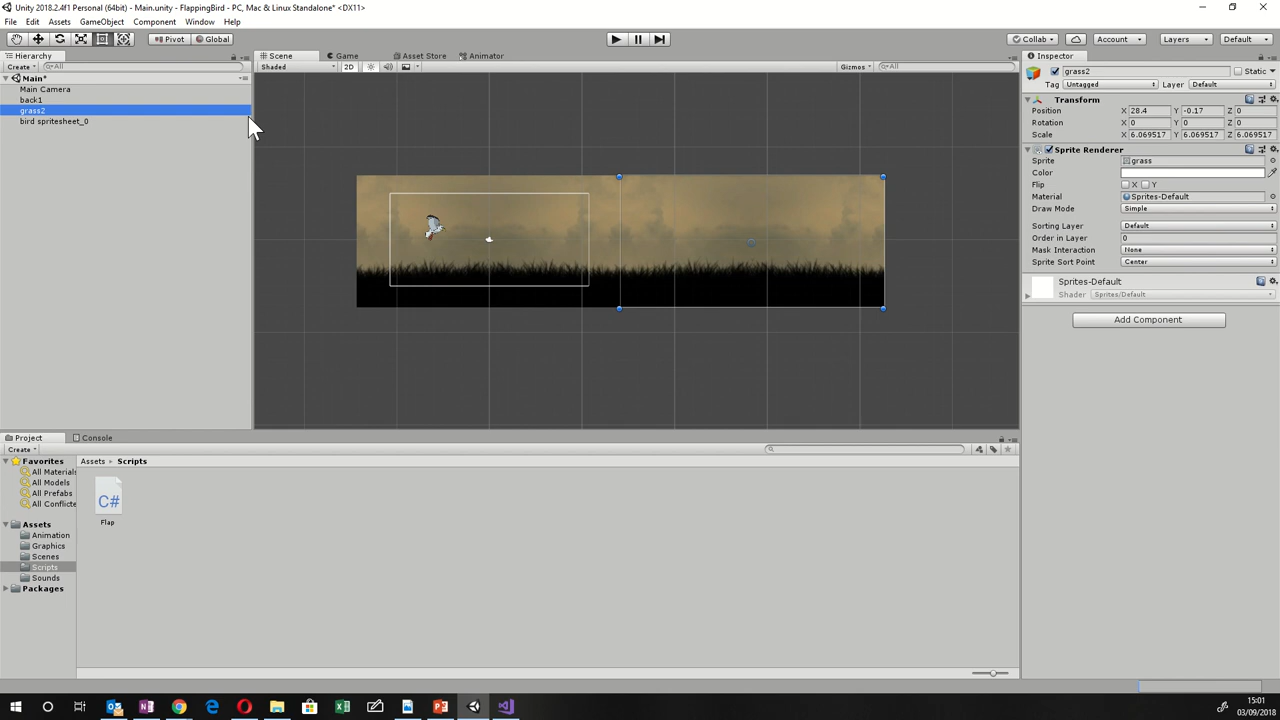 Unity 2018.2.4f1 Personal (64bit) - Main.unity - FlappingBird - PC, Mac & Linux Standalone* <DX11>
File Edit Assets GameObject Component Window Help
Pivot Global Collab Account Layers Default
Hierarchy Scene Game Asset Store Animator Inspector
Create All Shaded 2D Gizmos All
grass2 Static
Main*
Tag Untagged Layer Default
Main Camera
back1
Transform
grass2
Position X 28.4 Y -0.17 Z 0
bird spritesheet_0
Rotation X 0 Y 0 Z 0
Scale X 6.069517 Y 6.069517 Z 6.069517
Sprite Renderer
Sprite grass
Color
Flip X Y
Material Sprites-Default
Draw Mode Simple
Sorting Layer Default
Order in Layer 0
Mask Interaction None
Sprite Sort Point Center
Sprites-Default
Shader Sprites/Default
Add Component
Project Console
Create
Favorites
All Materials
All Models
All Prefabs
All Conflicte
Assets
Animation
Graphics
Scenes
Scripts
Sounds
Packages
Assets Scripts
C#
Flap
15:01
03/09/2018